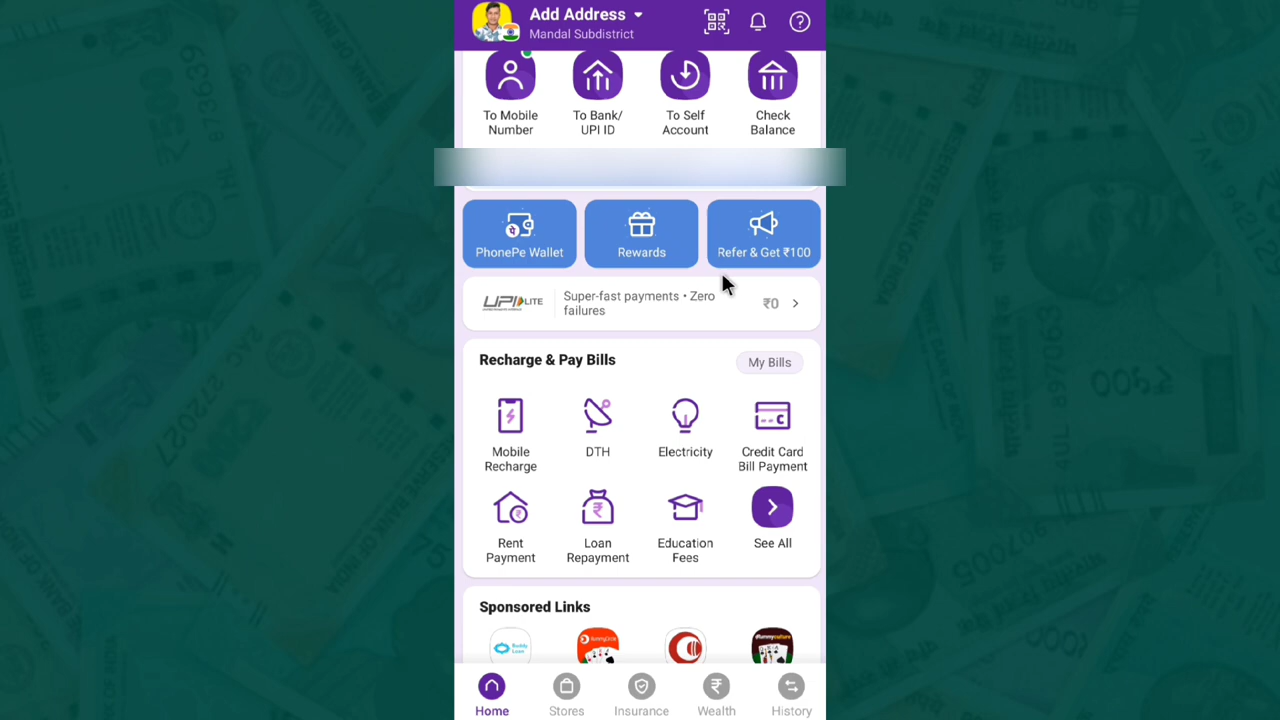 Add Address
Mandal Subdistrict
To Mobile
Number
To Bank/
UPI ID
To Self
Account
Check
Balance
PhonePe Wallet
Rewards
Refer & Get ₹100
UPI LITE
Super-fast payments • Zero
failures
₹0
Recharge & Pay Bills
My Bills
Mobile
Recharge
DTH
Electricity
Credit Card
Bill Payment
Rent
Payment
Loan
Repayment
Education
Fees
See All
Sponsored Links
Buddy
Loan
Home
Stores
Insurance
Wealth
History